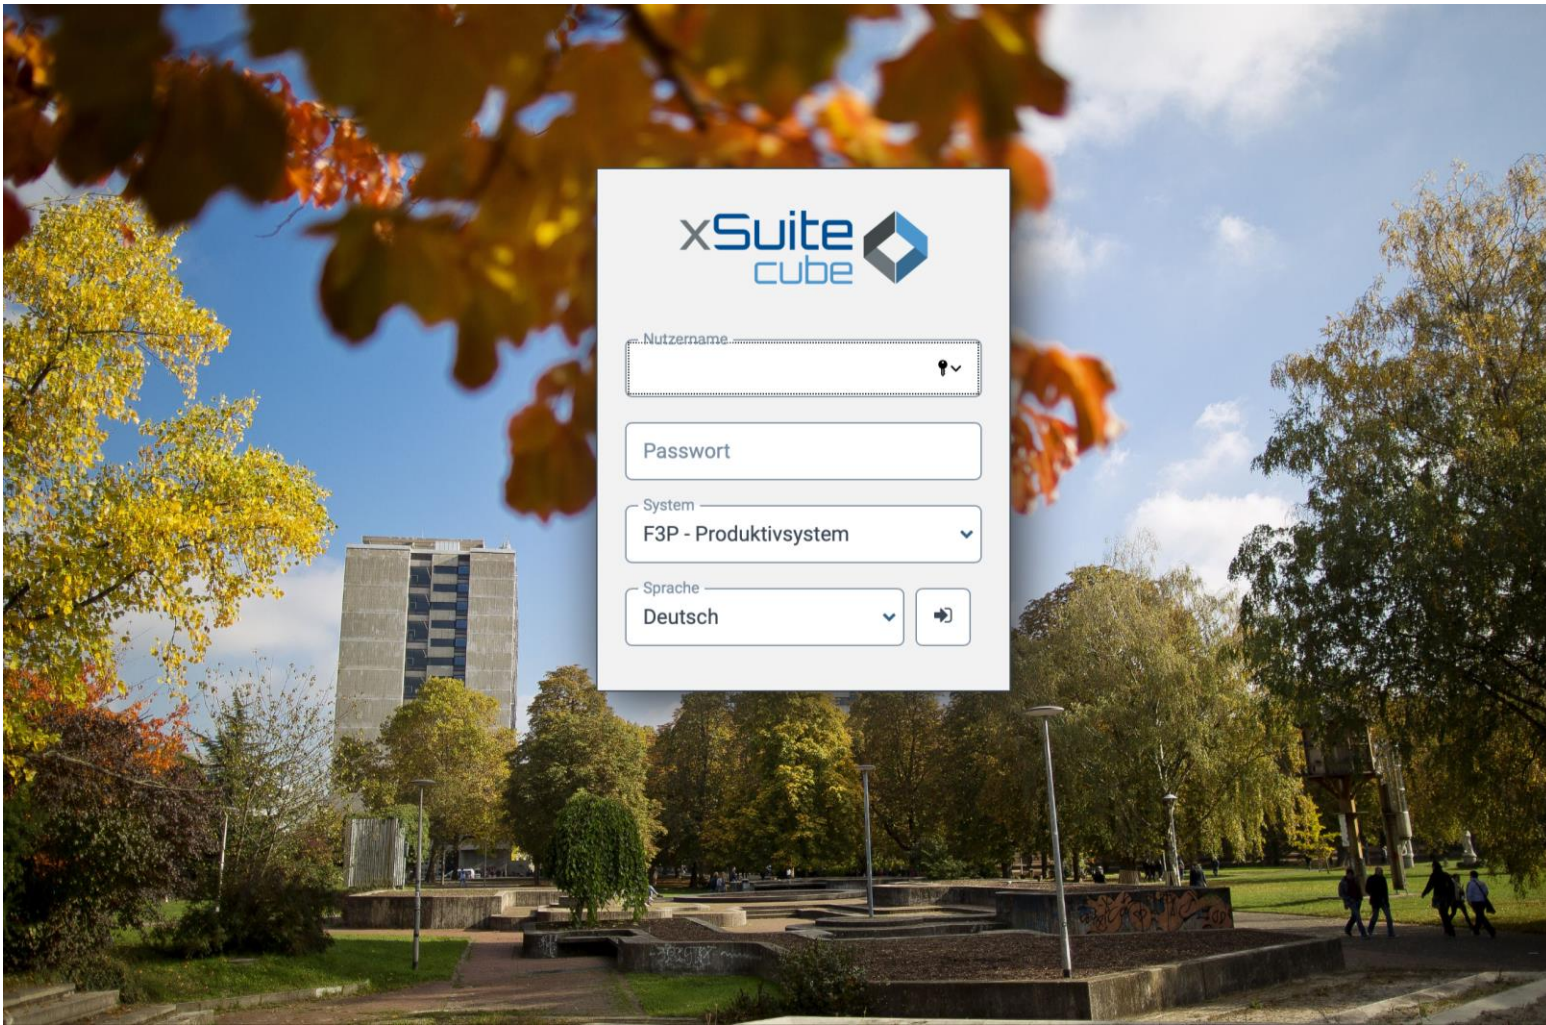 xSuite
cube
Nutzername
Passwort
System
F3P - Produktivsystem
Sprache
Deutsch